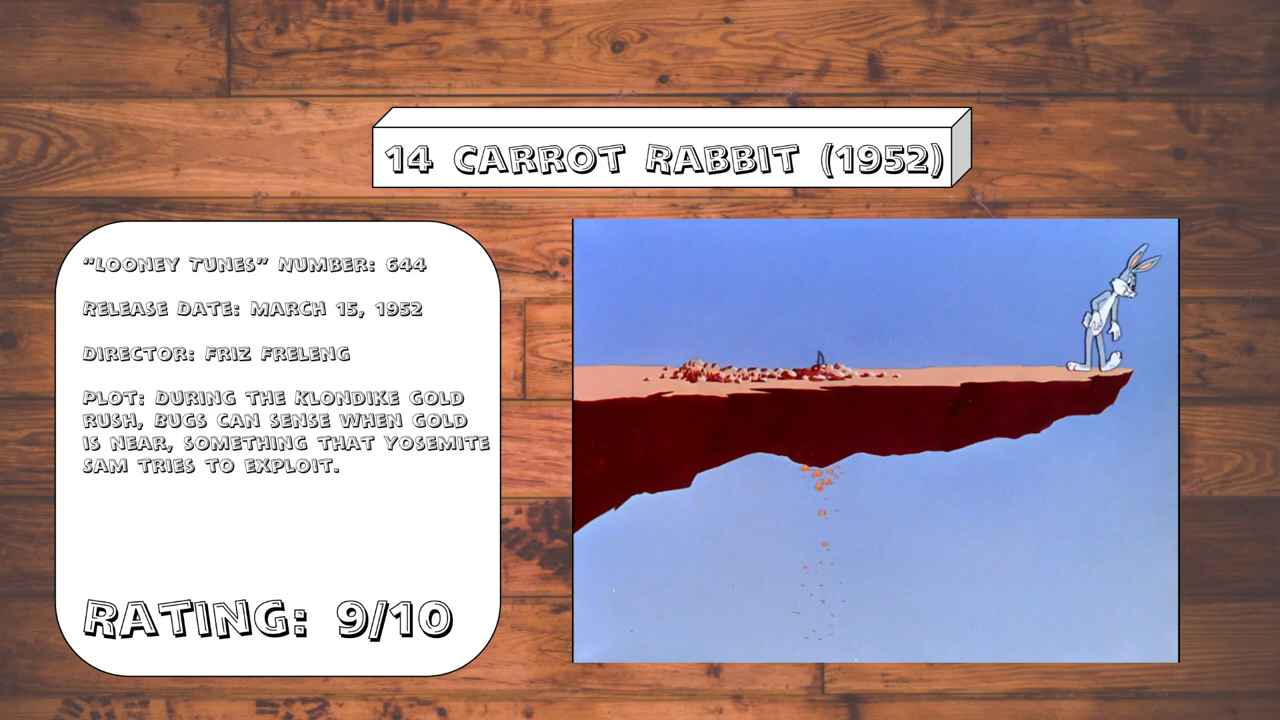 14 CARROT RABBIT (1952)
"LOONEY TUNES" NUMBER: 644
RELEASE DATE: MARCH 15, 1952
DIRECTOR: FRIZ FRELENG
PLOT: DURING THE KLONDIKE GOLD
RUSH, BUGS CAN SENSE WHEN GOLD
IS NEAR, SOMETHING THAT YOSEMITE
SAM TRIES TO EXPLOIT.
RATING: 9/10